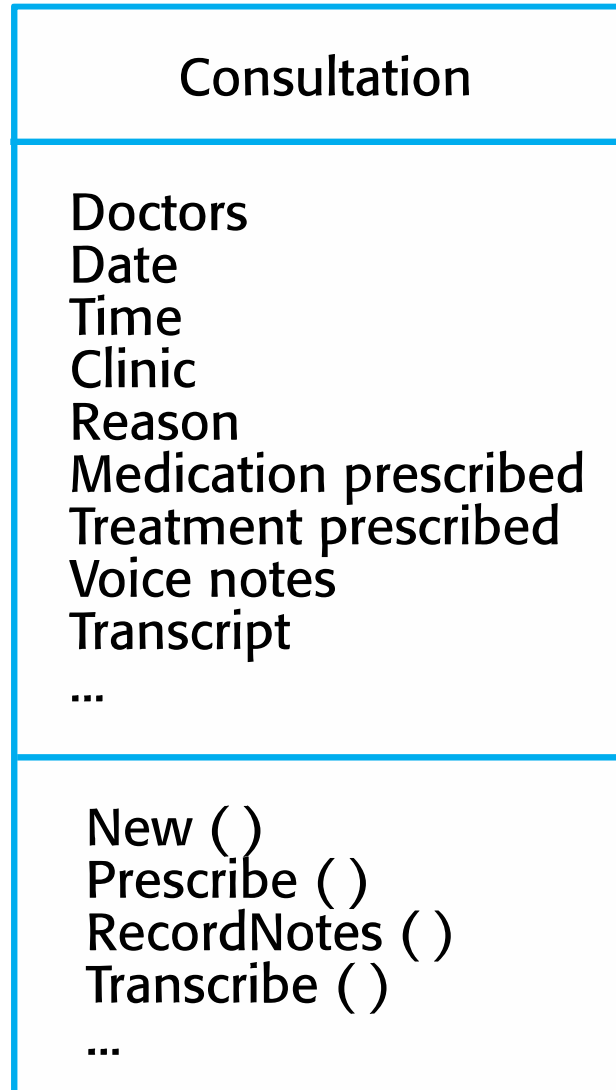 Consultation
Doctors
Date
Time
Clinic
Reason
Medication prescribed
Treatment prescribed
Voice notes
Transcript
...
New ( )
Prescribe ( )
RecordNotes ( )
Transcribe ( )
...